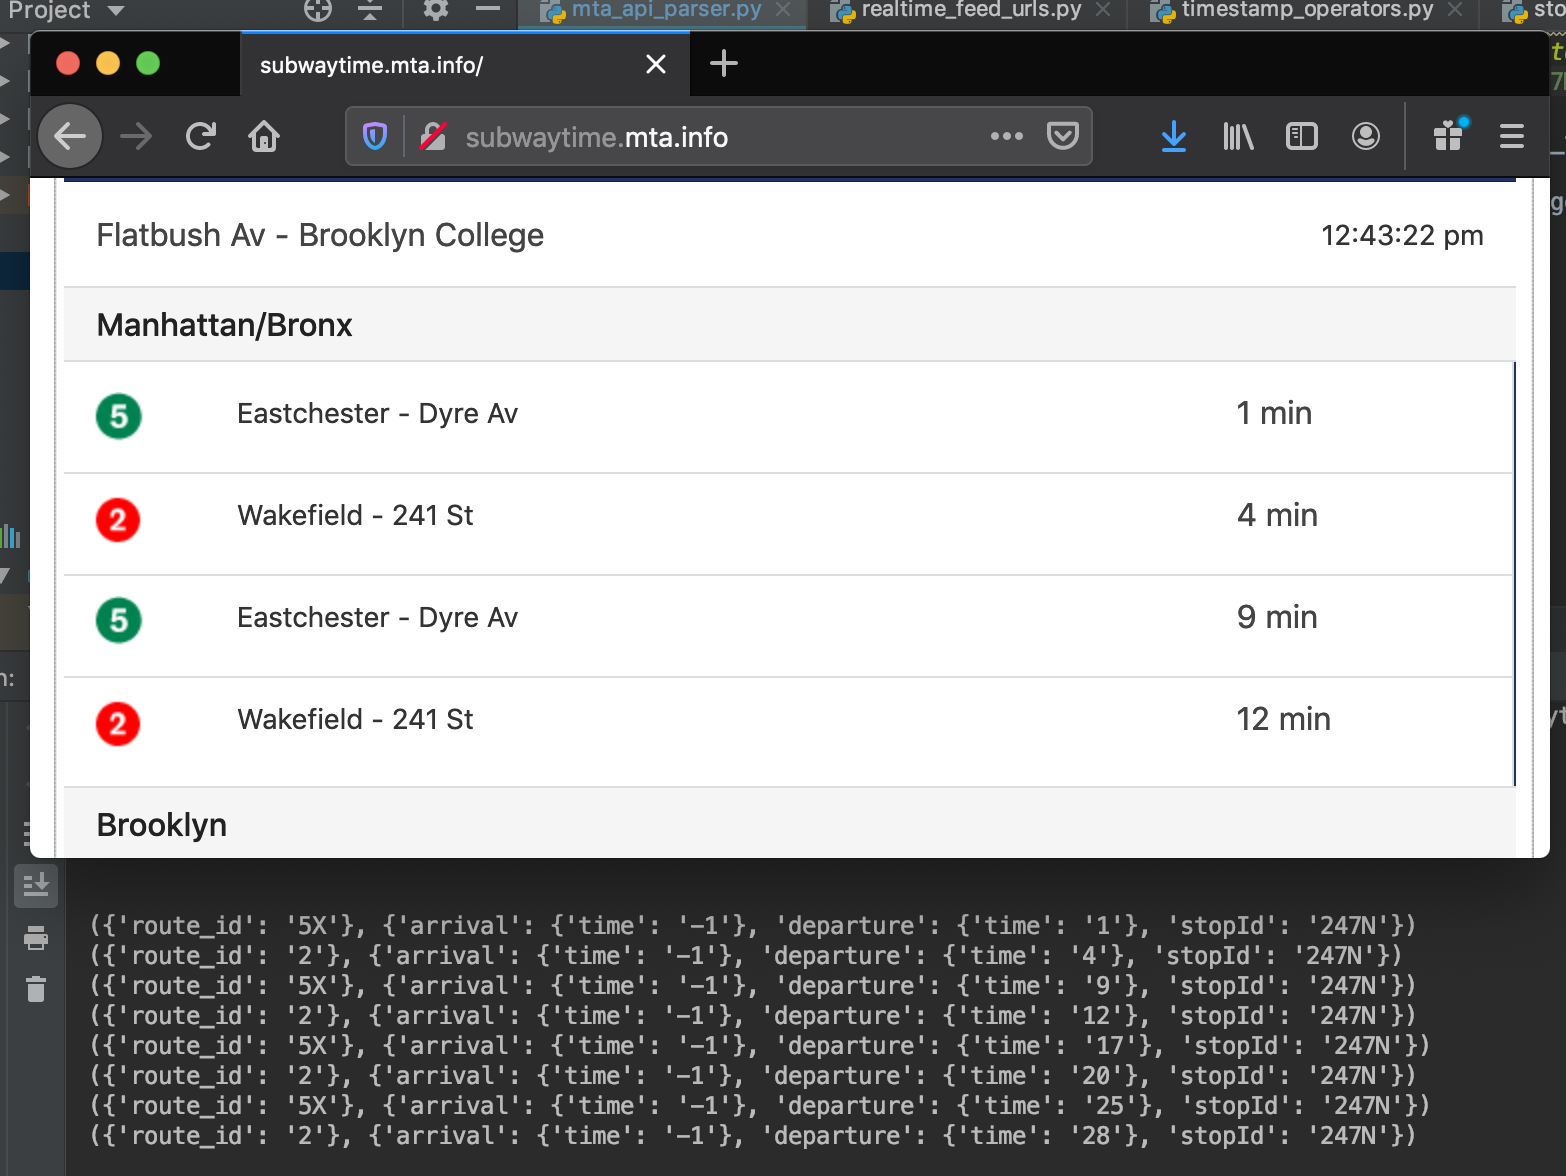 Project mta_api_parser.py realtime_feed_urls.py timestamp_operators.py
subwaytime.mta.info/
subwaytime.mta.info
Flatbush Av - Brooklyn College 12:43:22 pm
Manhattan/Bronx
5 Eastchester - Dyre Av 1 min
2 Wakefield - 241 St 4 min
5 Eastchester - Dyre Av 9 min
2 Wakefield - 241 St 12 min
Brooklyn
({'route_id': '5X'}, {'arrival': {'time': '-1'}, 'departure': {'time': '1'}, 'stopId': '247N'})
({'route_id': '2'}, {'arrival': {'time': '-1'}, 'departure': {'time': '4'}, 'stopId': '247N'})
({'route_id': '5X'}, {'arrival': {'time': '-1'}, 'departure': {'time': '9'}, 'stopId': '247N'})
({'route_id': '2'}, {'arrival': {'time': '-1'}, 'departure': {'time': '12'}, 'stopId': '247N'})
({'route_id': '5X'}, {'arrival': {'time': '-1'}, 'departure': {'time': '17'}, 'stopId': '247N'})
({'route_id': '2'}, {'arrival': {'time': '-1'}, 'departure': {'time': '20'}, 'stopId': '247N'})
({'route_id': '5X'}, {'arrival': {'time': '-1'}, 'departure': {'time': '25'}, 'stopId': '247N'})
({'route_id': '2'}, {'arrival': {'time': '-1'}, 'departure': {'time': '28'}, 'stopId': '247N'})